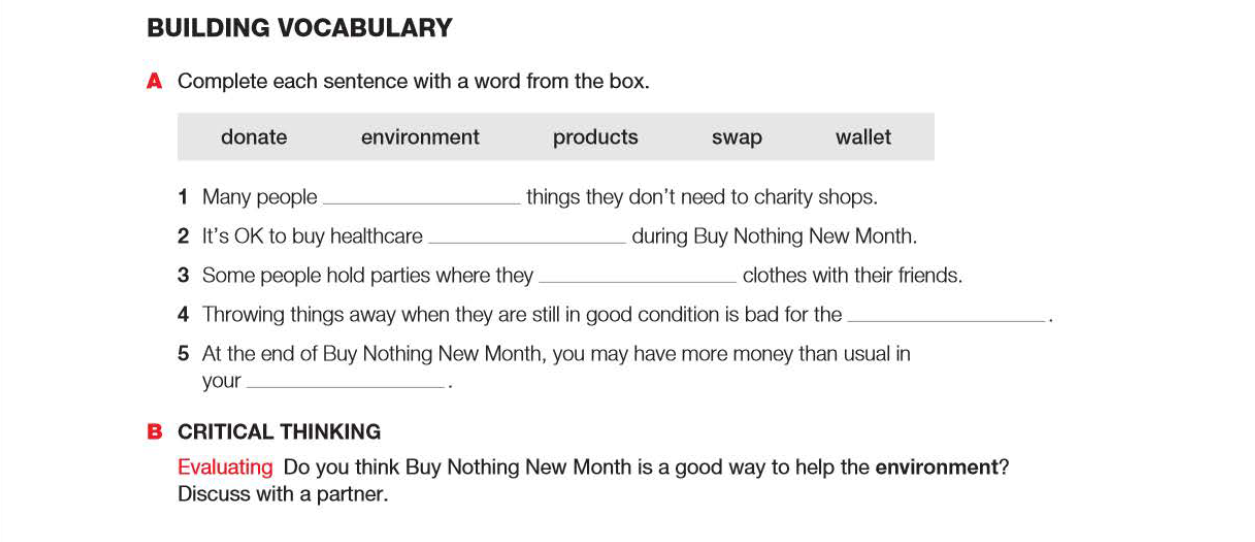 BUILDING VOCABULARY
A Complete each sentence with a word from the box.
donate environment products swap wallet
1 Many people ____________ things they don't need to charity shops.
2 It's OK to buy healthcare ____________ during Buy Nothing New Month.
3 Some people hold parties where they ____________ clothes with their friends.
4 Throwing things away when they are still in good condition is bad for the ____________.
5 At the end of Buy Nothing New Month, you may have more money than usual in
your ____________.
B CRITICAL THINKING
Evaluating Do you think Buy Nothing New Month is a good way to help the environment?
Discuss with a partner.